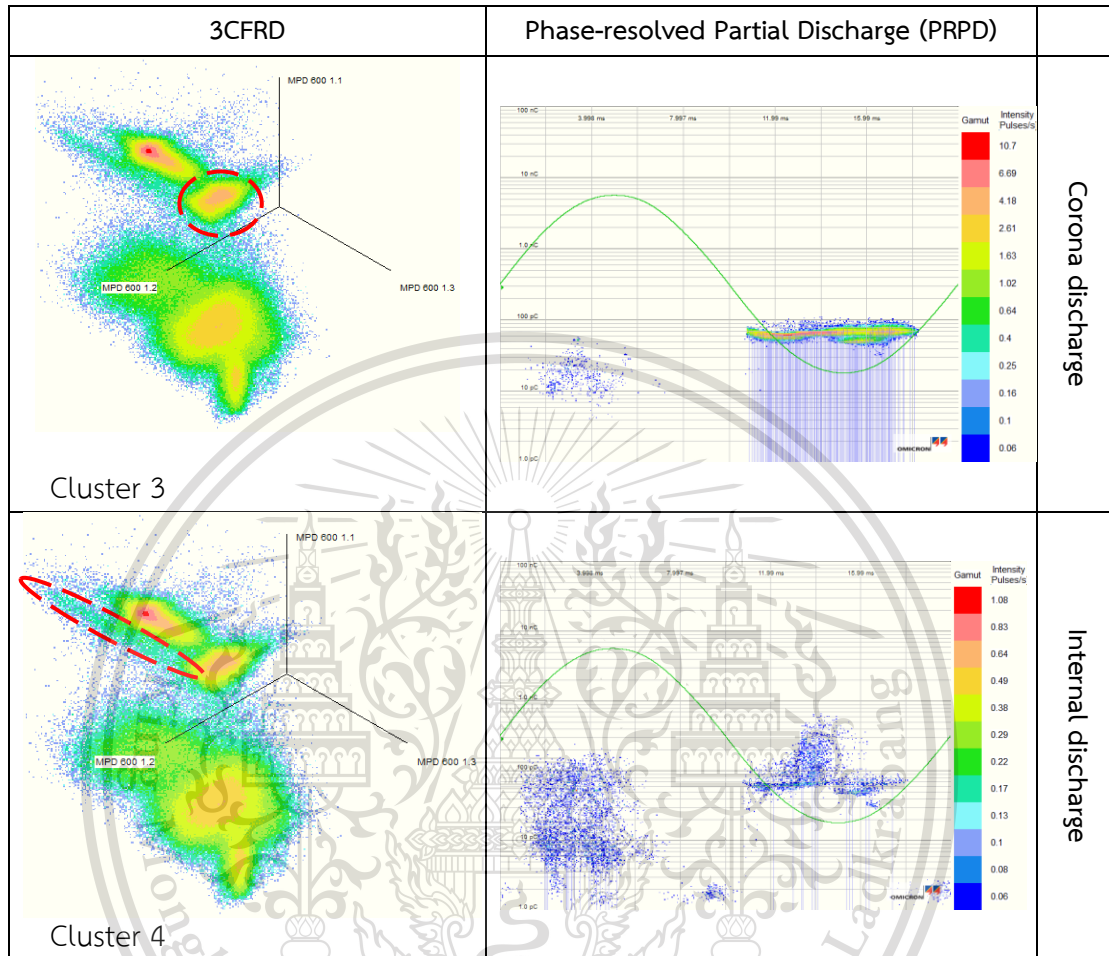 3CFRD
Phase-resolved Partial Discharge (PRPD)
MPD 600 1.1
MPD 600 1.2
MPD 600 1.3
Cluster 3
100 nC
3.998 ms
7.997 ms
11.99 ms
15.99 ms
10 nC
1.0 nC
100 pC
10 pC
1.0 pC
OMICRON
Gamut
Intensity
Pulses/s
10.7
6.69
4.18
2.61
1.63
1.02
0.64
0.4
0.25
0.16
0.1
0.06
Corona discharge
MPD 600 1.1
MPD 600 1.2
MPD 600 1.3
Cluster 4
100 nC
7.997 ms
11.99 ms
15.99 ms
10 nC
1.0 nC
100 pC
10 pC
1.0 pC
OMICRON
Gamut
Intensity
Pulses/s
1.08
0.83
0.64
0.49
0.38
0.29
0.22
0.17
0.13
0.1
0.08
0.06
Internal discharge
Ladkrabang